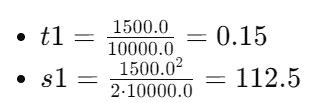 • t1 = 1500.0/10000.0 = 0.15
• s1 = 1500.0²/2·10000.0 = 112.5